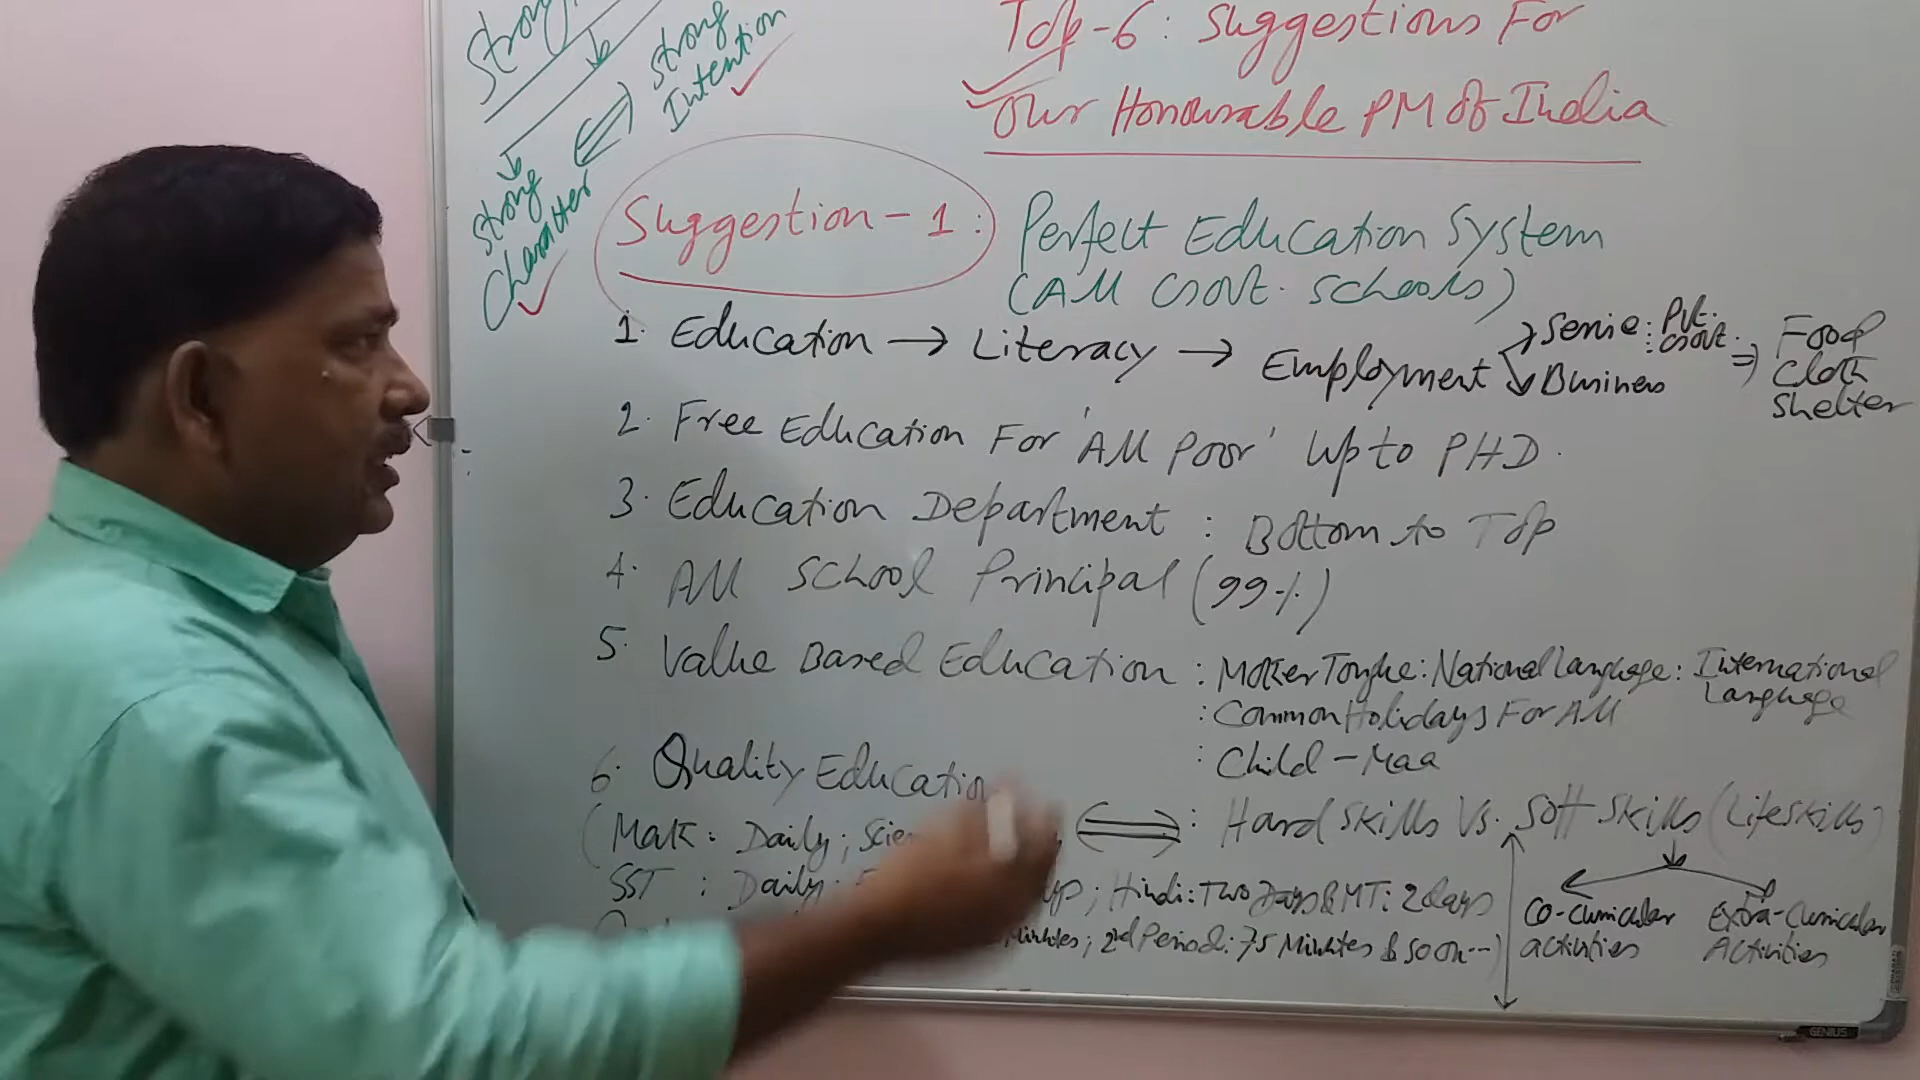 Strong
strong
Intention
strong
Character
Top-6: Suggestions For
Our Honourable PM Of India
Suggestion-1: Perfect Education System
(All Govt. Schools)
1. Education → Literacy → Employment
Service: Pvt.
: Govt.
Business
⇒ Food
Cloth
Shelter
2. Free Education For 'All Poor' Upto PHD.
3. Education Department : Bottom to Top
4. All School Principal (99%)
5. Value Based Education : Mother Tongue: National Language: International
Language
: Common Holidays For All
: Child-Maa
6. Quality Education
: Hard Skills Vs. Soft Skills (Lifeskills)
(Math: Daily;
SST : Daily; ; Hindi: Two Days & MT: 2 days
Minutes; 2nd Period: 75 Minutes & soon--)
Co-Curricular
activities
Extra-Curricular
Activities
GENIUS